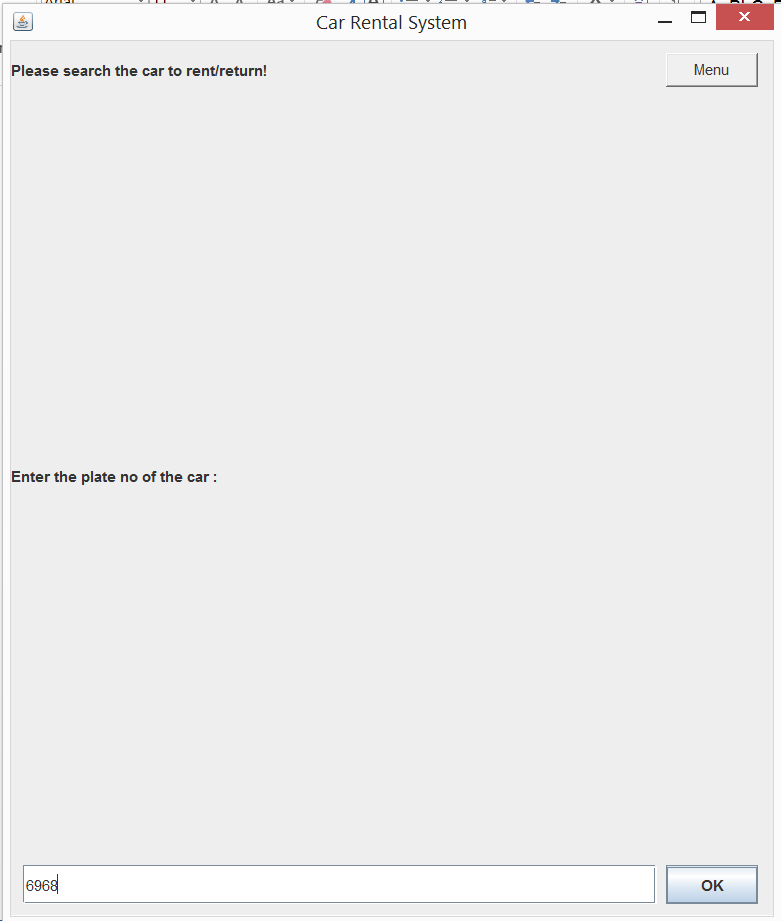 Car Rental System
Please search the car to rent/return!
Menu
Enter the plate no of the car :
6968
OK